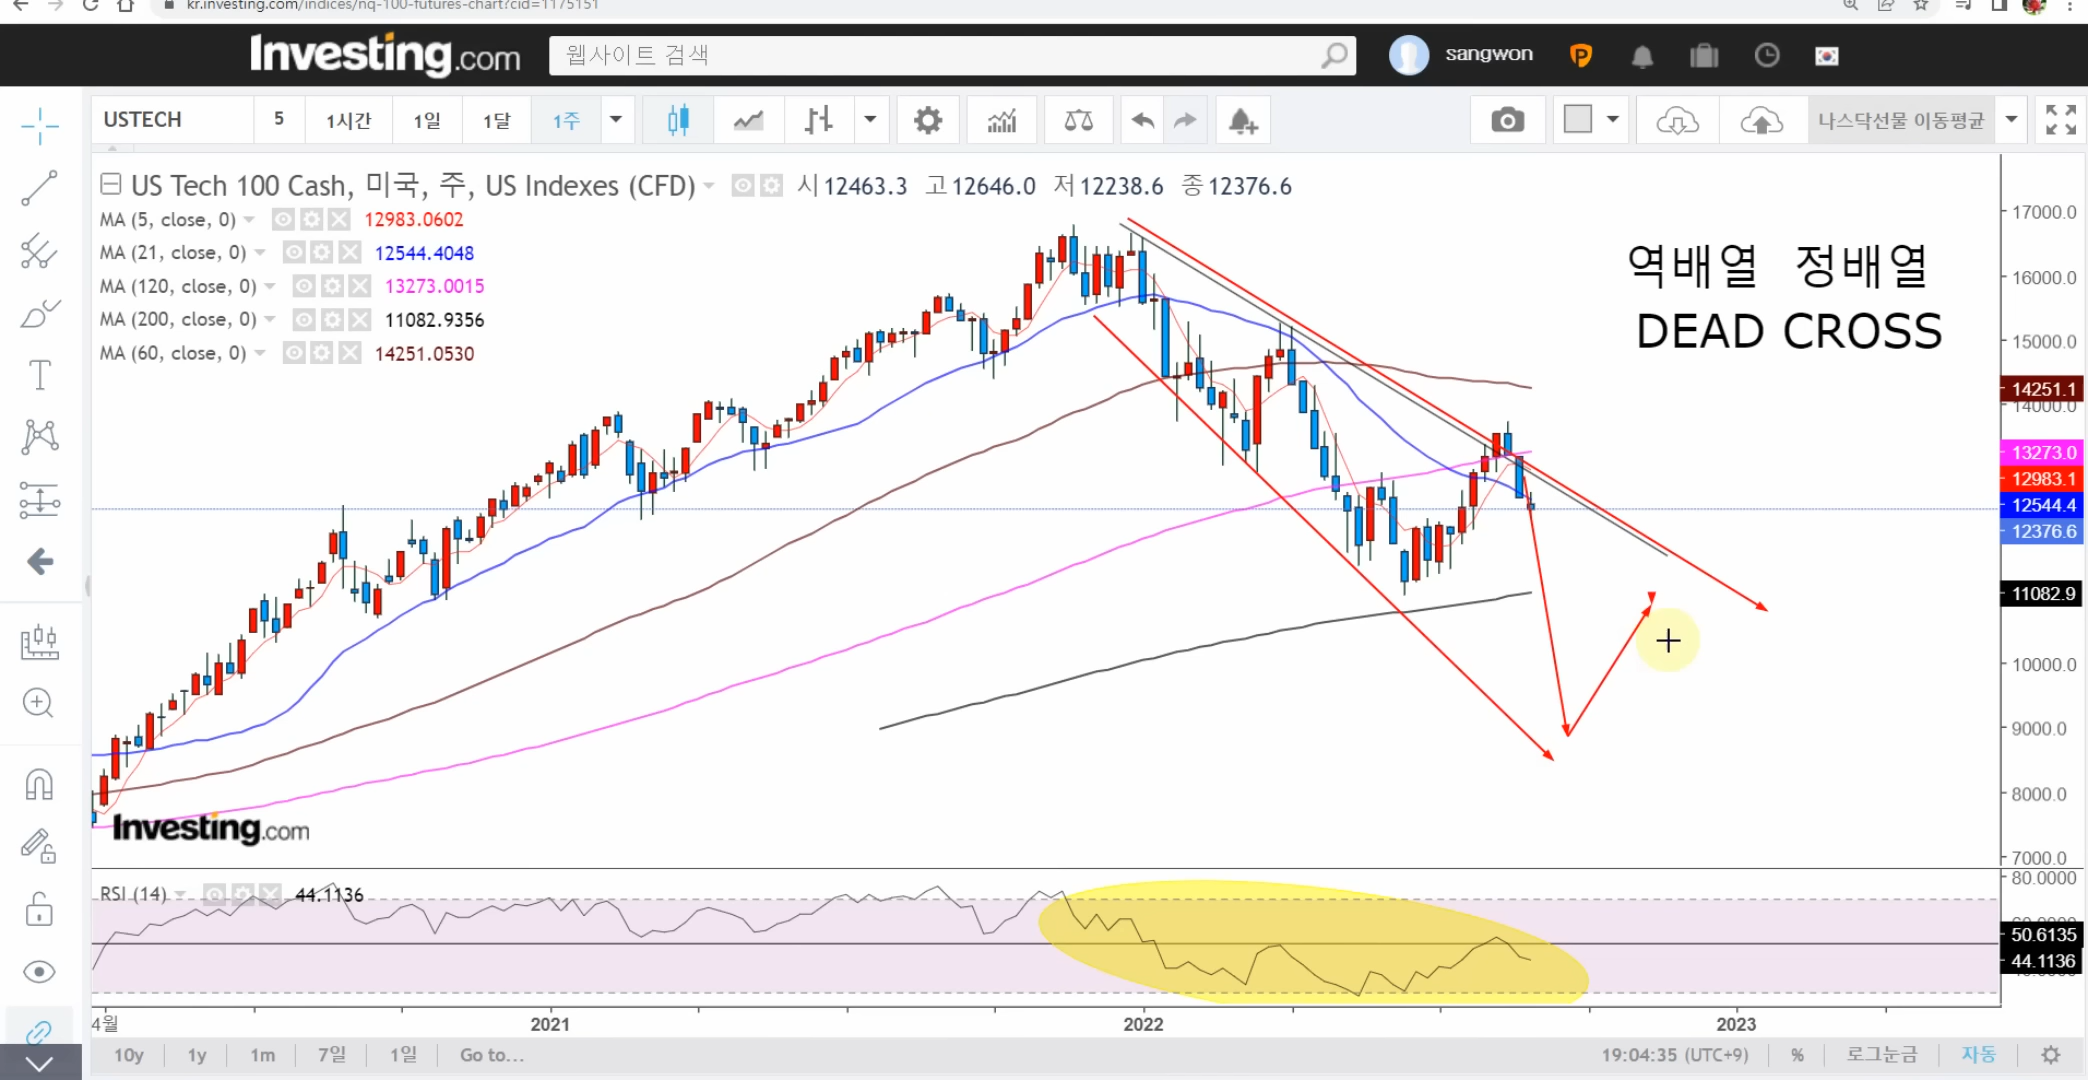 kr.investing.com/indices/nq-100-futures-chart?cid=1175151
Investing.com
웹사이트 검색
sangwon
USTECH
5
1시간
1일
1달
1주
나스닥선물 이동평균
US Tech 100 Cash, 미국, 주, US Indexes (CFD)
시 12463.3 고 12646.0 저 12238.6 종 12376.6
MA (5, close, 0) 12983.0602
MA (21, close, 0) 12544.4048
MA (120, close, 0) 13273.0015
MA (200, close, 0) 11082.9356
MA (60, close, 0) 14251.0530
역배열 정배열
DEAD CROSS
17000.0
16000.0
15000.0
14251.1
14000.0
13273.0
12983.1
12544.4
12376.6
11082.9
10000.0
9000.0
8000.0
7000.0
Investing.com
RSI (14) 44.1136
80.0000
50.6135
44.1136
4월
2021
2022
2023
10y
1y
1m
7일
1일
Go to...
19:04:35 (UTC+9)
%
로그눈금
자동